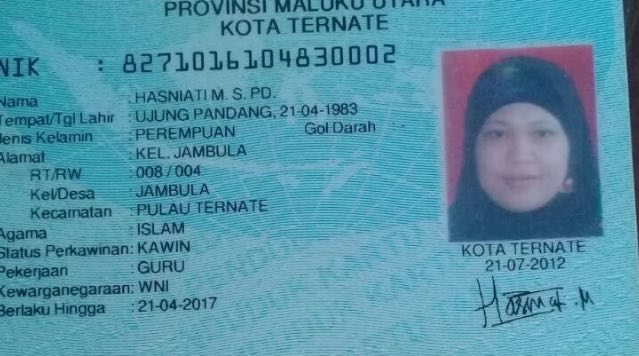 PROVINSI MALUKU UTARA
KOTA TERNATE
NIK : 8271016104830002
Nama : HASNIATI M. S. PD.
Tempat/Tgl Lahir : UJUNG PANDANG, 21-04-1983
Jenis Kelamin : PEREMPUAN Gol Darah
Alamat : KEL. JAMBULA
RT/RW : 008 / 004
Kel/Desa : JAMBULA
Kecamatan : PULAU TERNATE
Agama : ISLAM
Status Perkawinan: KAWIN
Pekerjaan : GURU
Kewarganegaraan: WNI
Berlaku Hingga : 21-04-2017
KOTA TERNATE
21-07-2012